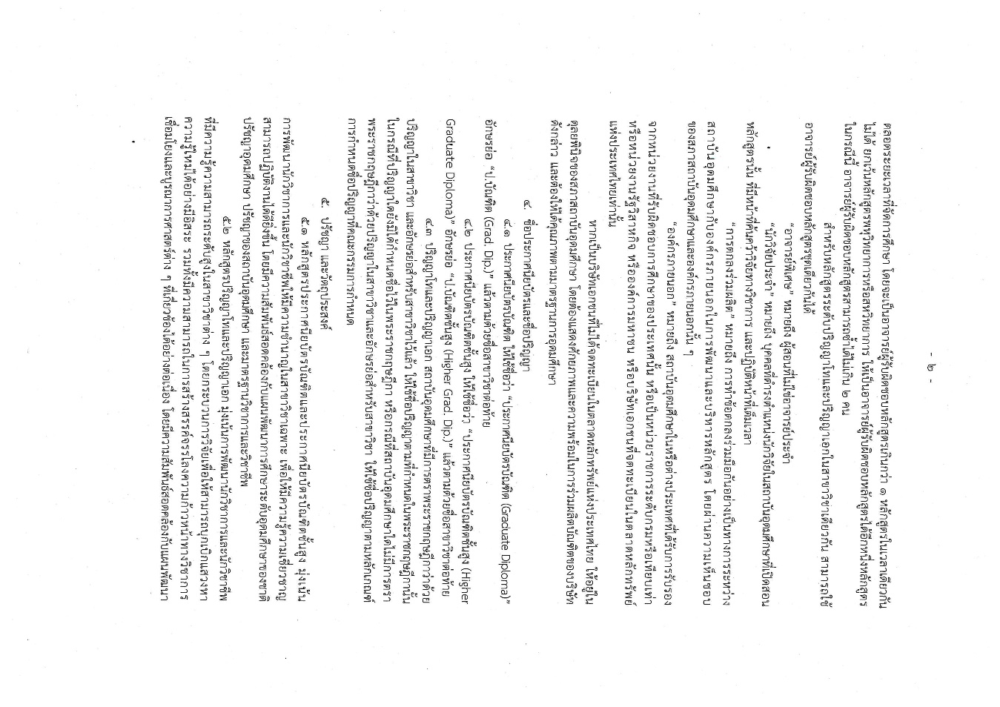 - ๒ -
ตลอดระยะเวลาที่จัดการศึกษา โดยจะเป็นอาจารย์ผู้รับผิดชอบหลักสูตรเกินกว่า ๑ หลักสูตรในเวลาเดียวกัน
ไม่ได้ ยกเว้นหลักสูตรพหุวิทยาการหรือสหวิทยาการ ให้เป็นอาจารย์ผู้รับผิดชอบหลักสูตรได้อีกหนึ่งหลักสูตร
ในกรณีนี้ อาจารย์ผู้รับผิดชอบหลักสูตรสามารถซ้ำได้ไม่เกิน ๒ คน
สำหรับหลักสูตรระดับปริญญาโทและปริญญาเอกในสาขาวิชาเดียวกัน สามารถใช้
อาจารย์ผู้รับผิดชอบหลักสูตรชุดเดียวกันได้
“อาจารย์พิเศษ” หมายถึง ผู้สอนที่ไม่ใช่อาจารย์ประจำ
“นักวิจัยประจำ” หมายถึง บุคคลที่ดำรงตำแหน่งนักวิจัยในสถาบันอุดมศึกษาที่เปิดสอน
หลักสูตรนั้น ที่มีหน้าที่ค้นคว้าวิจัยทางวิชาการ และปฏิบัติหน้าที่เต็มเวลา
“การตกลงร่วมผลิต” หมายถึง การทำข้อตกลงร่วมมือกันอย่างเป็นทางการระหว่าง
สถาบันอุดมศึกษากับองค์กรภายนอกในการพัฒนาและบริหารหลักสูตร โดยผ่านความเห็นชอบ
ของสภาสถาบันอุดมศึกษาและองค์กรภายนอกนั้น ๆ
“องค์กรภายนอก” หมายถึง สถาบันอุดมศึกษาในหรือต่างประเทศที่ได้รับการรับรอง
จากหน่วยงานที่รับผิดชอบการศึกษาของประเทศนั้น หรือเป็นหน่วยราชการระดับกรมหรือเทียบเท่า
หรือหน่วยงานรัฐวิสาหกิจ หรือองค์การมหาชน หรือบริษัทเอกชนที่จดทะเบียนในตลาดหลักทรัพย์
แห่งประเทศไทยเท่านั้น
หากเป็นบริษัทเอกชนที่ไม่ได้จดทะเบียนในตลาดหลักทรัพย์แห่งประเทศไทย ให้อยู่ใน
ดุลยพินิจของสภาสถาบันอุดมศึกษา โดยต้องแสดงศักยภาพและความพร้อมในการร่วมผลิตบัณฑิตของบริษัท
ดังกล่าว และต้องให้ได้คุณภาพตามมาตรฐานการอุดมศึกษา
๔. ชื่อประกาศนียบัตรและชื่อปริญญา
๔.๑ ประกาศนียบัตรบัณฑิต ให้ใช้ชื่อว่า “ประกาศนียบัตรบัณฑิต (Graduate Diploma)”
อักษรย่อ “ป.บัณฑิต (Grad. Dip.)” แล้วตามด้วยชื่อสาขาวิชาต่อท้าย
๔.๒ ประกาศนียบัตรบัณฑิตชั้นสูง ให้ใช้ชื่อว่า “ประกาศนียบัตรบัณฑิตชั้นสูง (Higher
Graduate Diploma)” อักษรย่อ “ป.บัณฑิตชั้นสูง (Higher Grad. Dip.)” แล้วตามด้วยชื่อสาขาวิชาต่อท้าย
๔.๓ ปริญญาโทและปริญญาเอก สถาบันอุดมศึกษาที่มีการตราพระราชกฤษฎีกาว่าด้วย
ปริญญาในสาขาวิชา และอักษรย่อสำหรับสาขาวิชาไว้แล้ว ให้ใช้ชื่อปริญญาตามที่กำหนดในพระราชกฤษฎีกานั้น
ในกรณีที่ปริญญาใดยังมิได้กำหนดชื่อไว้ในพระราชกฤษฎีกา หรือกรณีที่สถาบันอุดมศึกษาใดไม่มีการตรา
พระราชกฤษฎีกาว่าด้วยปริญญาในสาขาวิชาและอักษรย่อสำหรับสาขาวิชา ให้ใช้ชื่อปริญญาตามหลักเกณฑ์
การกำหนดชื่อปริญญาที่คณะกรรมการกำหนด
๕. ปรัชญา และวัตถุประสงค์
๕.๑ หลักสูตรประกาศนียบัตรบัณฑิตและประกาศนียบัตรบัณฑิตชั้นสูง มุ่งเน้น
การพัฒนานักวิชาการและนักวิชาชีพให้มีความชำนาญในสาขาวิชาเฉพาะ เพื่อให้มีความรู้ความเชี่ยวชาญ
สามารถปฏิบัติงานได้ดียิ่งขึ้น โดยมีความสัมพันธ์สอดคล้องกับแผนพัฒนาการศึกษาระดับอุดมศึกษาของชาติ
ปรัชญาอุดมศึกษา ปรัชญาของสถาบันอุดมศึกษา และมาตรฐานวิชาการและวิชาชีพ
๕.๒ หลักสูตรปริญญาโทและปริญญาเอก มุ่งเน้นการพัฒนานักวิชาการและนักวิชาชีพ
ที่มีความรู้ความสามารถระดับสูงในสาขาวิชาต่าง ๆ โดยกระบวนการวิจัยเพื่อให้สามารถบุกเบิกแสวงหา
ความรู้ใหม่ได้อย่างมีอิสระ รวมทั้งมีความสามารถในการสร้างสรรค์จรรโลงความก้าวหน้าทางวิชาการ
เชื่อมโยงและบูรณาการศาสตร์ต่าง ๆ ที่เกี่ยวข้องได้อย่างต่อเนื่อง โดยมีความสัมพันธ์สอดคล้องกับแผนพัฒนา